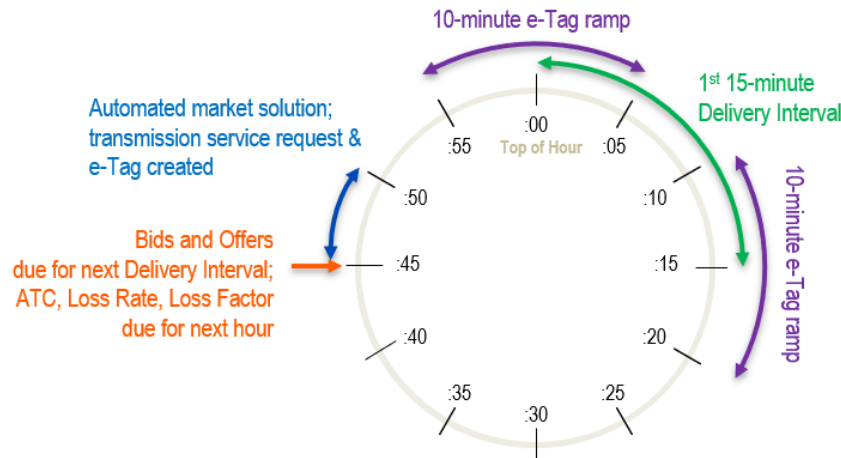 10-minute e-Tag ramp
1st 15-minute
Delivery Interval
Automated market solution;
transmission service request &
e-Tag created
:00
Top of Hour
:55
:05
:50
:10
10-minute e-Tag ramp
Bids and Offers
due for next Delivery Interval;
ATC, Loss Rate, Loss Factor
due for next hour
:45
:15
:40
:20
:35
:25
:30